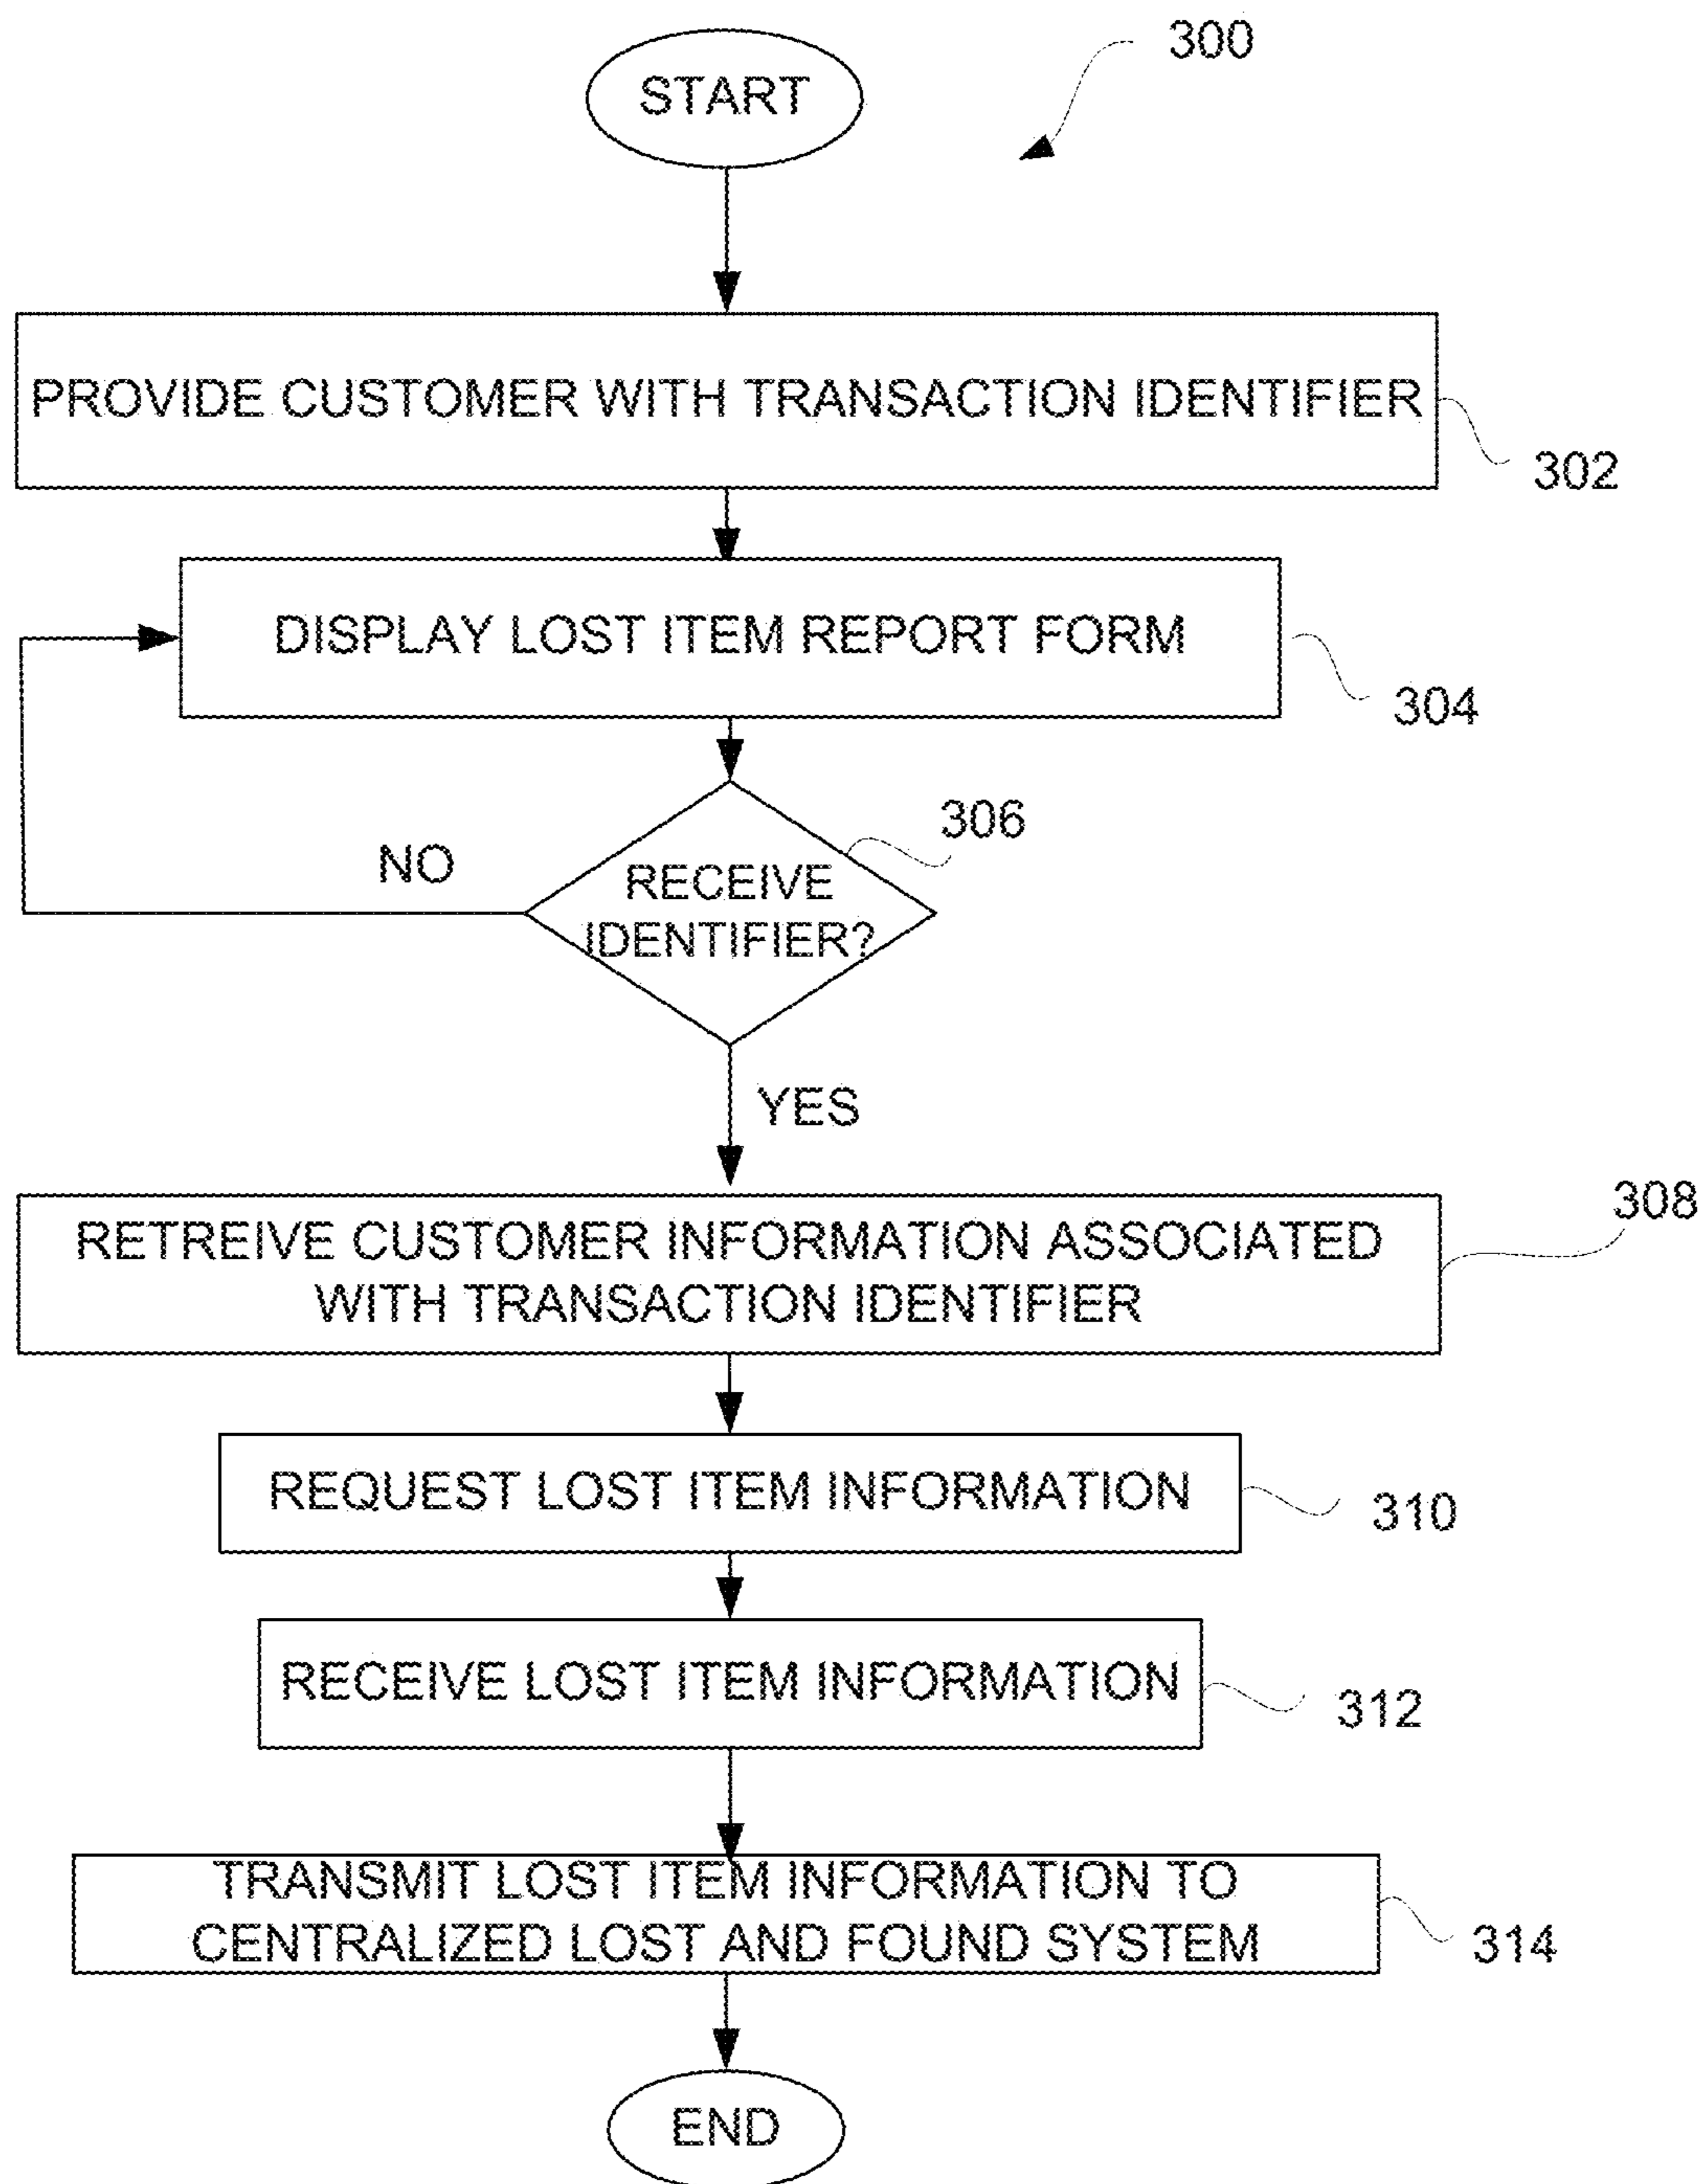 300
START
PROVIDE CUSTOMER WITH TRANSACTION IDENTIFIER
302
DISPLAY LOST ITEM REPORT FORM
304
306
NO
RECEIVE
IDENTIFIER?
YES
308
RETREIVE CUSTOMER INFORMATION ASSOCIATED
WITH TRANSACTION IDENTIFIER
REQUEST LOST ITEM INFORMATION
310
RECEIVE LOST ITEM INFORMATION
312
TRANSMIT LOST ITEM INFORMATION TO
CENTRALIZED LOST AND FOUND SYSTEM
314
END